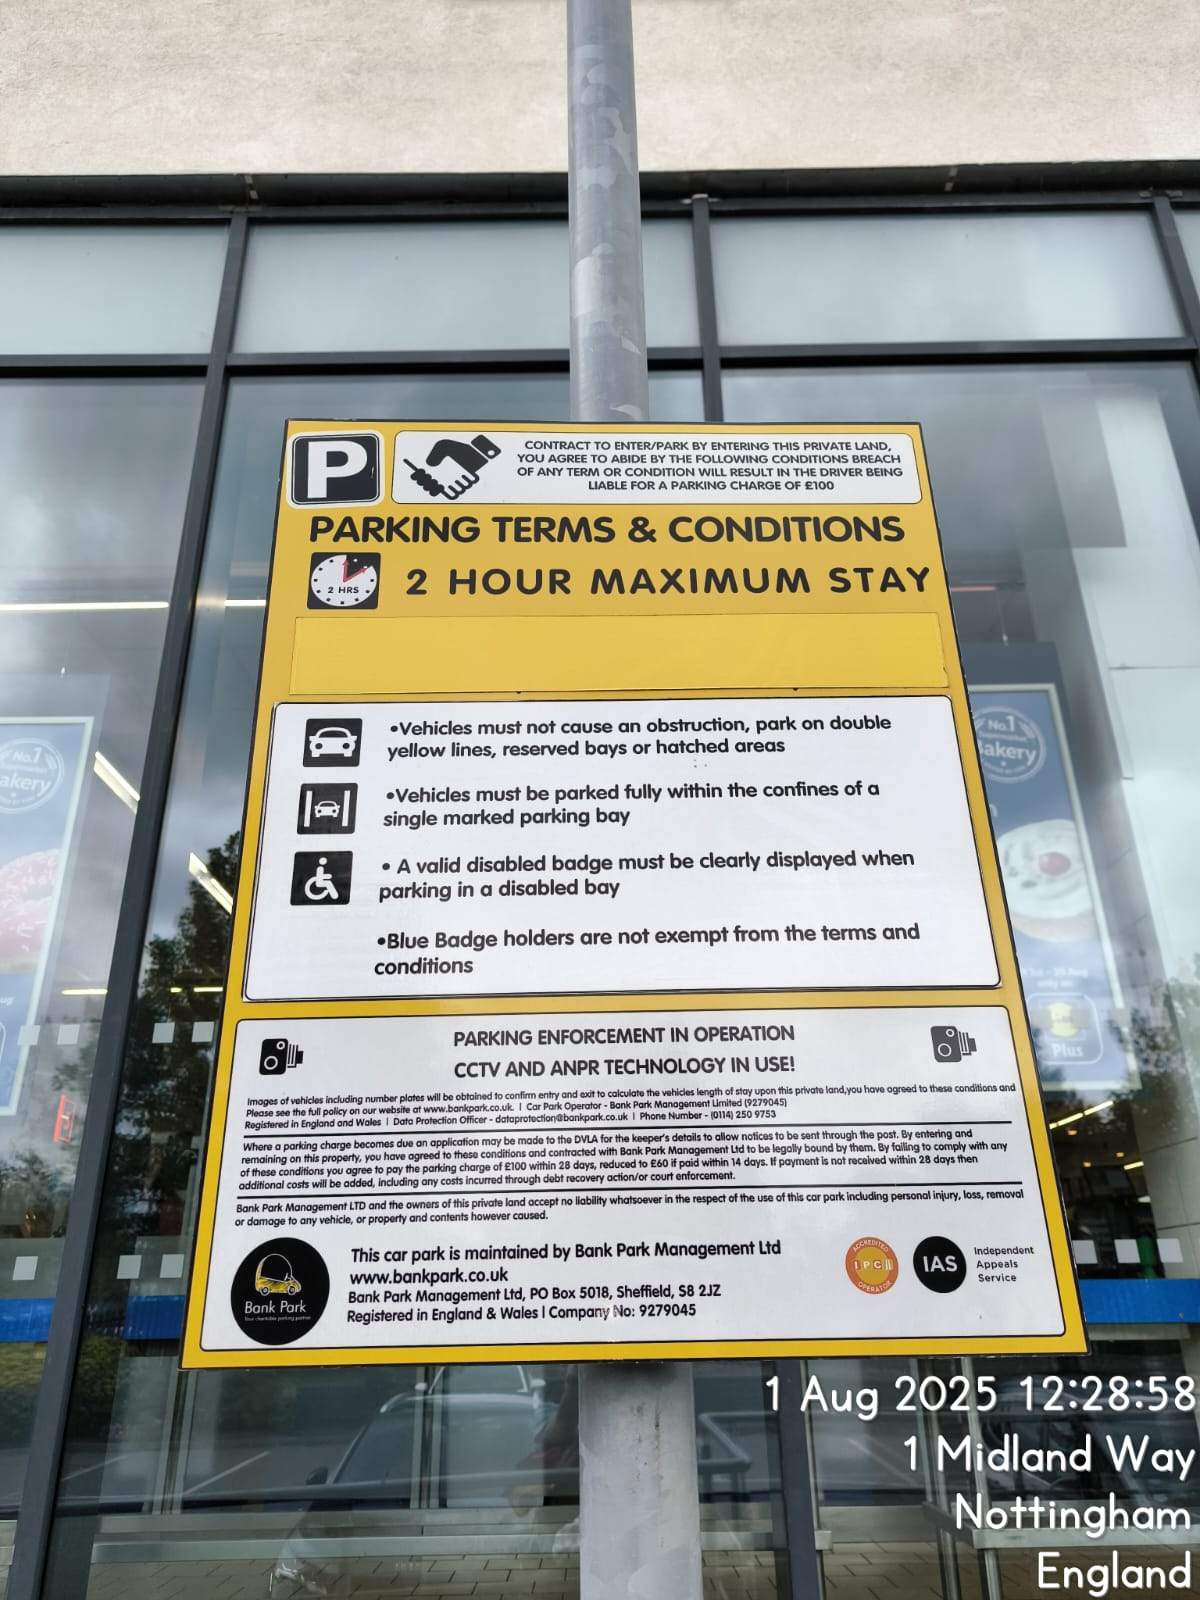 P
CONTRACT TO ENTER/PARK BY ENTERING THIS PRIVATE LAND,
YOU AGREE TO ABIDE BY THE FOLLOWING CONDITIONS BREACH
OF ANY TERM OR CONDITION WILL RESULT IN THE DRIVER BEING
LIABLE FOR A PARKING CHARGE OF £100
PARKING TERMS & CONDITIONS
2 HRS
2 HOUR MAXIMUM STAY
•Vehicles must not cause an obstruction, park on double
yellow lines, reserved bays or hatched areas
•Vehicles must be parked fully within the confines of a
single marked parking bay
• A valid disabled badge must be clearly displayed when
parking in a disabled bay
•Blue Badge holders are not exempt from the terms and
conditions
PARKING ENFORCEMENT IN OPERATION
CCTV AND ANPR TECHNOLOGY IN USE!
Images of vehicles including number plates will be obtained to confirm entry and exit to calculate the vehicles length of stay upon this private land,you have agreed to these conditions and
Please see the full policy on our website at www.bankpark.co.uk. | Car Park Operator - Bank Park Management Limited (9279045)
Registered in England and Wales | Data Protection Officer - dataprotection@bankpark.co.uk | Phone Number - (0114) 250 9753
Where a parking charge becomes due an application may be made to the DVLA for the keeper's details to allow notices to be sent through the post. By entering and
remaining on this property, you have agreed to these conditions and contracted with Bank Park Management Ltd to be legally bound by them. By failing to comply with any
of these conditions you agree to pay the parking charge of £100 within 28 days, reduced to £60 if paid within 14 days. If payment is not received within 28 days then
additional costs will be added, including any costs incurred through debt recovery action/or court enforcement.
Bank Park Management LTD and the owners of this private land accept no liability whatsoever in the respect of the use of this car park including personal injury, loss, removal
or damage to any vehicle, or property and contents however caused.
Bank Park
Your charitable parking partner
This car park is maintained by Bank Park Management Ltd
www.bankpark.co.uk
Bank Park Management Ltd, PO Box 5018, Sheffield, S8 2JZ
Registered in England & Wales | Company No: 9279045
ACCREDITED
IPC
OPERATOR
IAS
Independent
Appeals
Service
No.1
Supermarket
Bakery
No.1
akery
Plus
1 Aug 2025 12:28:58
1 Midland Way
Nottingham
England